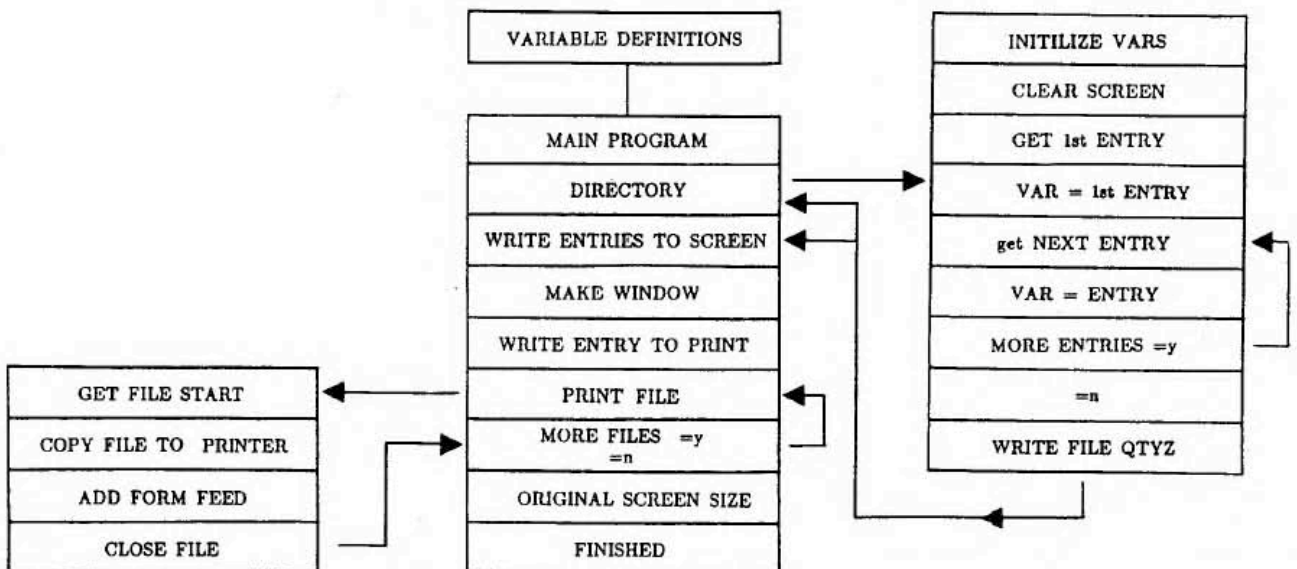 VARIABLE DEFINITIONS
MAIN PROGRAM
DIRECTORY
WRITE ENTRIES TO SCREEN
MAKE WINDOW
WRITE ENTRY TO PRINT
PRINT FILE
MORE FILES =y
=n
ORIGINAL SCREEN SIZE
FINISHED
INITILIZE VARS
CLEAR SCREEN
GET 1st ENTRY
VAR = 1st ENTRY
get NEXT ENTRY
VAR = ENTRY
MORE ENTRIES =y
=n
WRITE FILE QTYZ
GET FILE START
COPY FILE TO PRINTER
ADD FORM FEED
CLOSE FILE